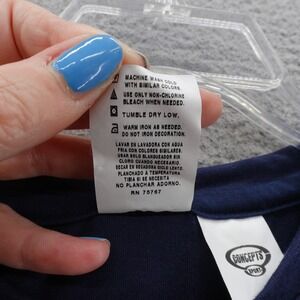 MACHINE WASH COLD
WITH SIMILAR COLORS.
USE ONLY NON-CHLORINE
BLEACH WHEN NEEDED.
TUMBLE DRY LOW.
WARM IRON AS NEEDED.
DO NOT IRON DECORATION.
LAVAR EN LAVADORA CON AGUA
FRIA CON COLORES SIMILARES
USAR SOLO BLANQUEADOR SIN
CLORO CUANDO NECESARIO.
SECAR EN SECADORA CICLO LENTO
PLANCHADO A TEMPERATURA
TIBIA SI SE NECESITA
NO PLANCHAR ADORNO.
RN 75767
CONCEPTS
SPORT